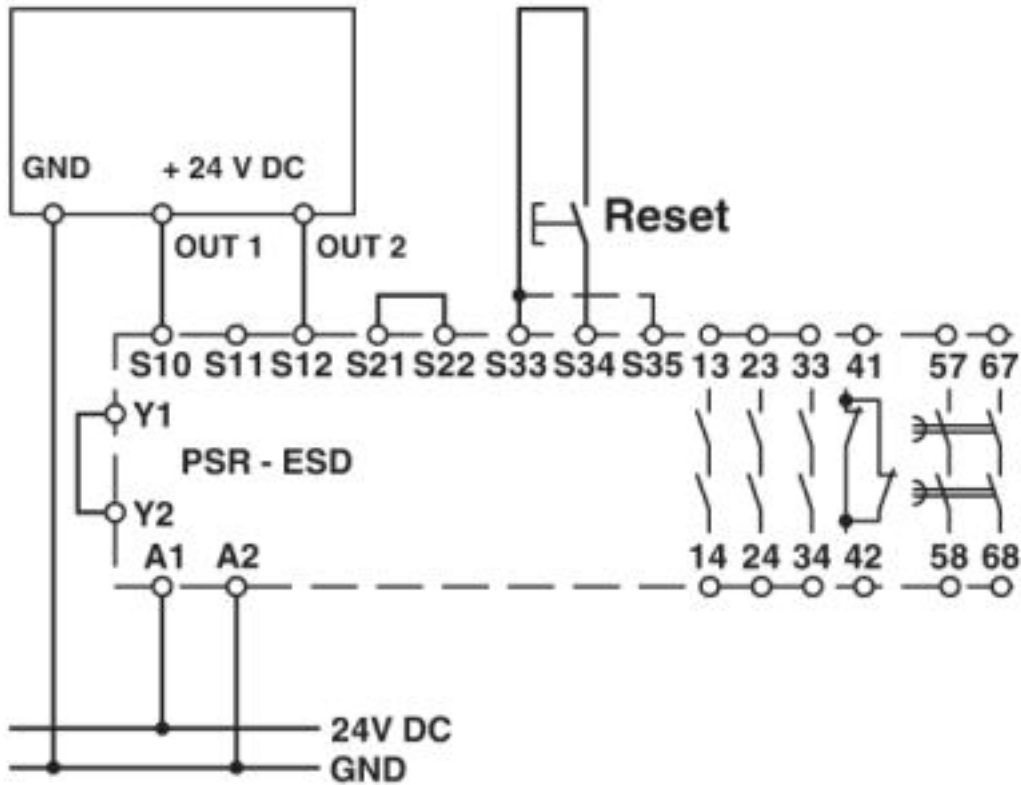 GND + 24 V DC
OUT 1 OUT 2
Reset
S10 S11 S12 S21 S22 S33 S34 S35 13 23 33 41 57 67
Y1
PSR - ESD
Y2
A1 A2 14 24 34 42 58 68
24V DC
GND